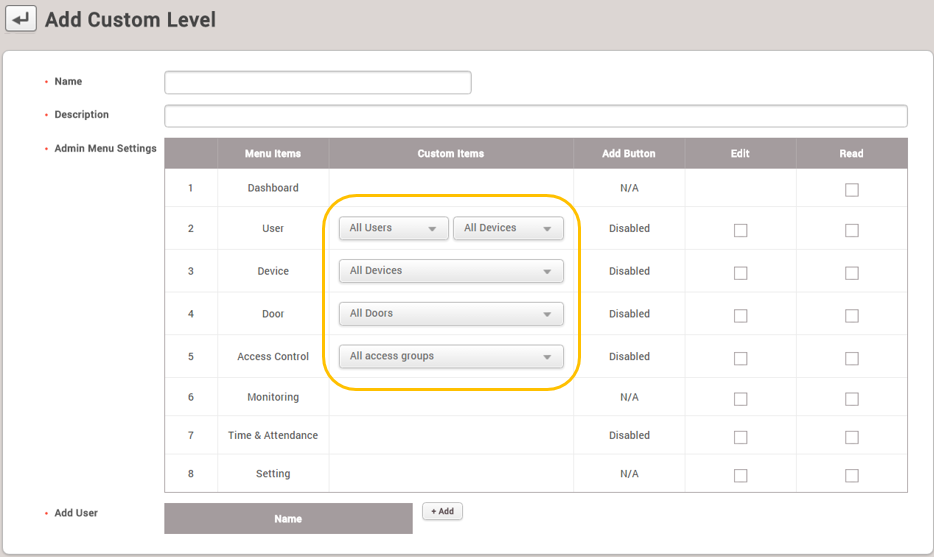 Add Custom Level
• Name
• Description
• Admin Menu Settings
Menu Items Custom Items Add Button Edit Read
1 Dashboard N/A
2 User All Users All Devices Disabled
3 Device All Devices Disabled
4 Door All Doors Disabled
5 Access Control All access groups Disabled
6 Monitoring N/A
7 Time & Attendance Disabled
8 Setting N/A
• Add User Name + Add